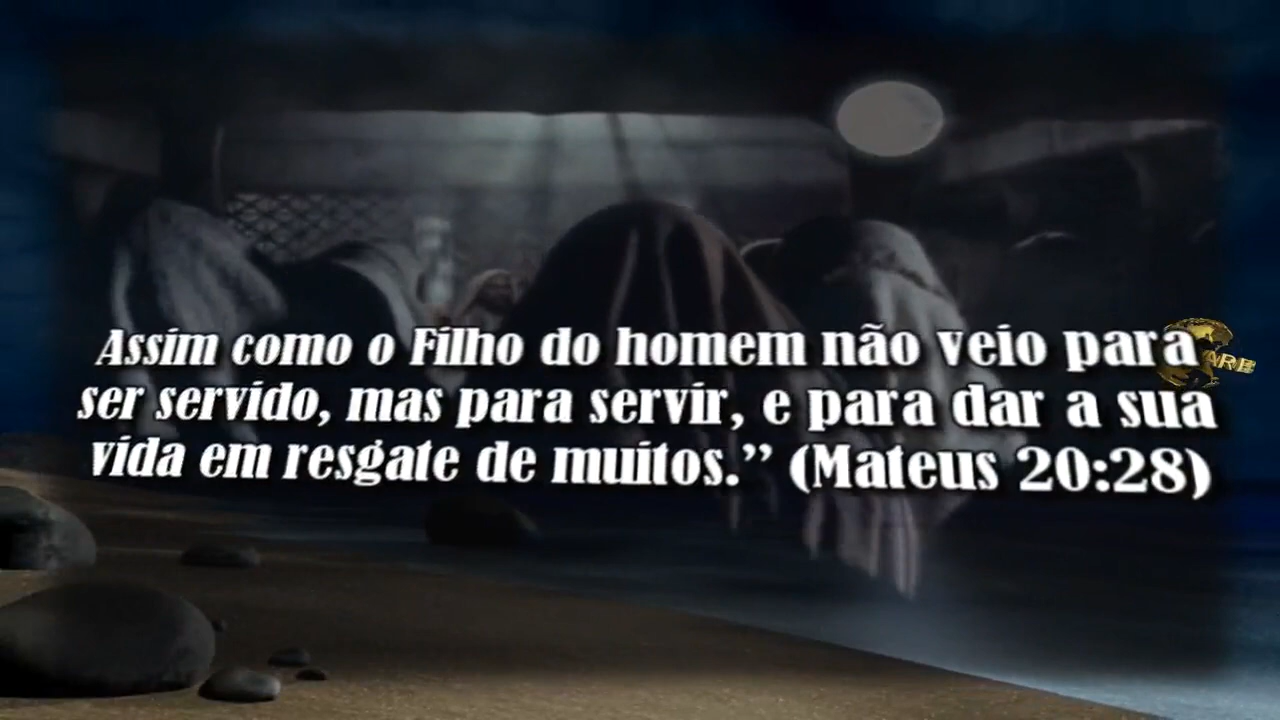 Assim como o Filho do homem não veio para
ser servido, mas para servir, e para dar a sua
vida em resgate de muitos.” (Mateus 20:28)